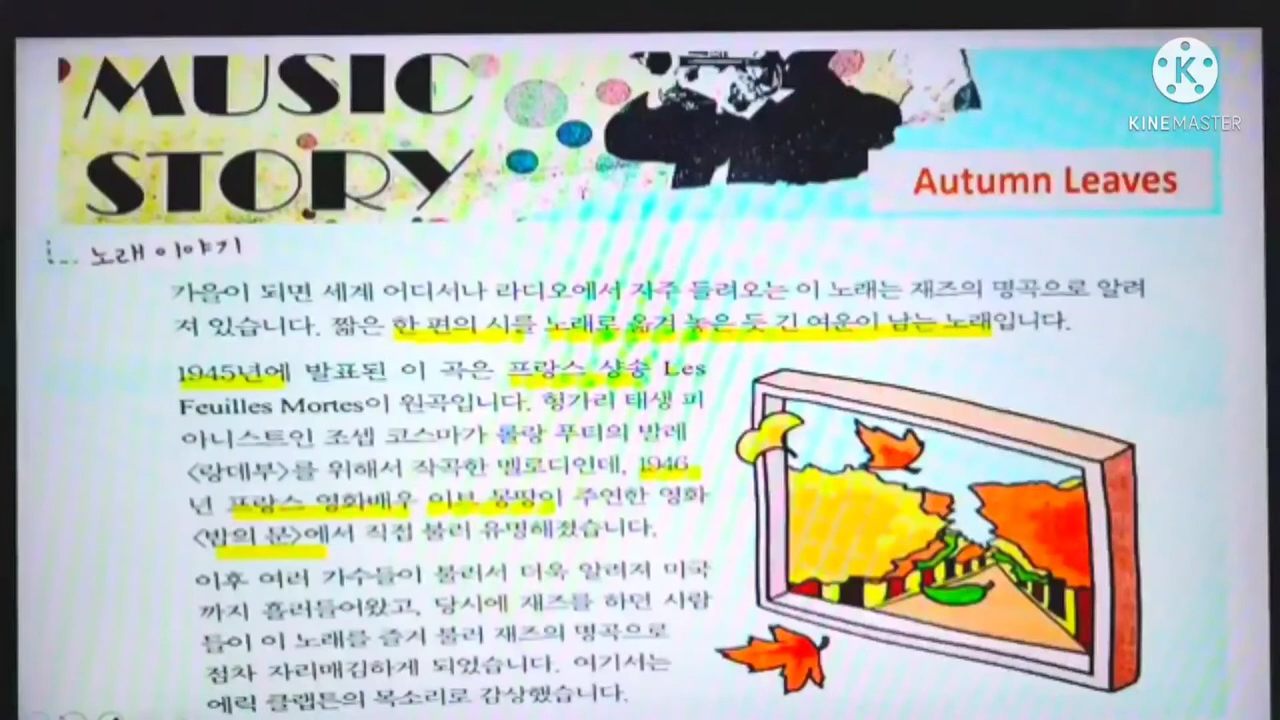 MUSIC
STORY
KINEMASTER
Autumn Leaves
노래 이야기
가을이 되면 세계 어디서나 라디오에서 자주 들려오는 이 노래는 재즈의 명곡으로 알려
져 있습니다. 짧은 한 편의 시를 노래로 옮겨 놓은 듯 긴 여운이 남는 노래입니다.
1945년에 발표된 이 곡은 프랑스 샹송 Les
Feuilles Mortes이 원곡입니다. 헝가리 태생 피
아니스트인 조셉 코스마가 롤랑 푸티의 발레
〈랑데부〉를 위해서 작곡한 멜로디인데, 1946
년 프랑스 영화배우 이브 몽땅이 주연한 영화
〈밤의 문〉에서 직접 불러 유명해졌습니다.
이후 여러 가수들이 불러서 더욱 알려져 미국
까지 흘러들어왔고, 당시에 재즈를 하던 사람
들이 이 노래를 즐겨 불러 재즈의 명곡으로
점차 자리매김하게 되었습니다. 여기서는
에릭 클랩튼의 목소리로 감상했습니다.